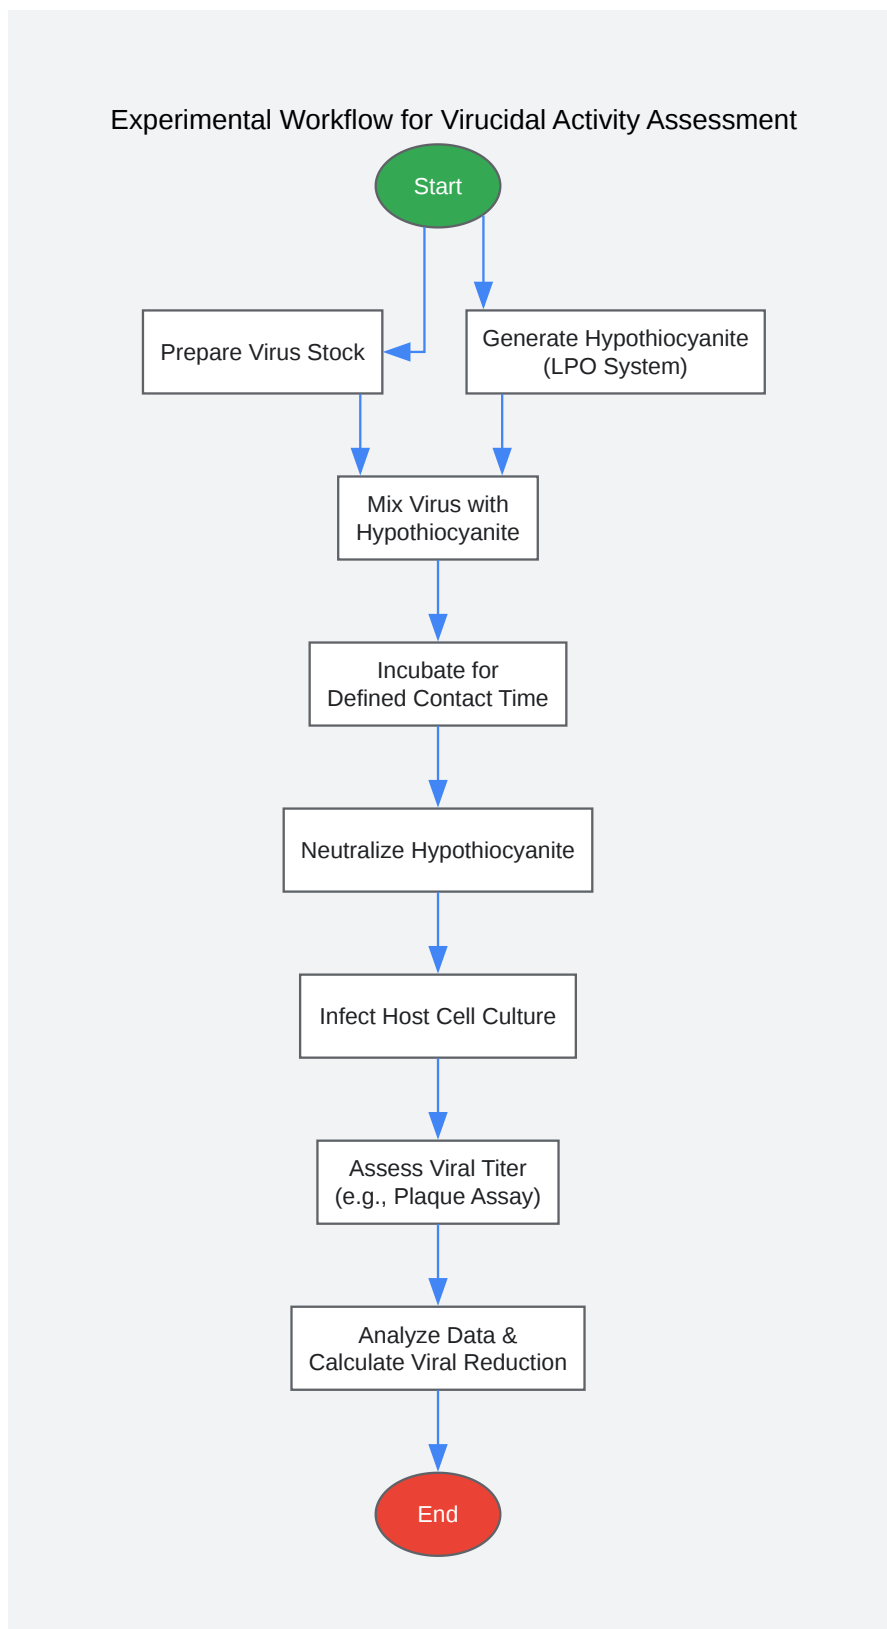 Experimental Workflow for Virucidal Activity Assessment
Start
Prepare Virus Stock
Generate Hypothiocyanite
(LPO System)
Mix Virus with
Hypothiocyanite
Incubate for
Defined Contact Time
Neutralize Hypothiocyanite
Infect Host Cell Culture
Assess Viral Titer
(e.g., Plaque Assay)
Analyze Data &
Calculate Viral Reduction
End